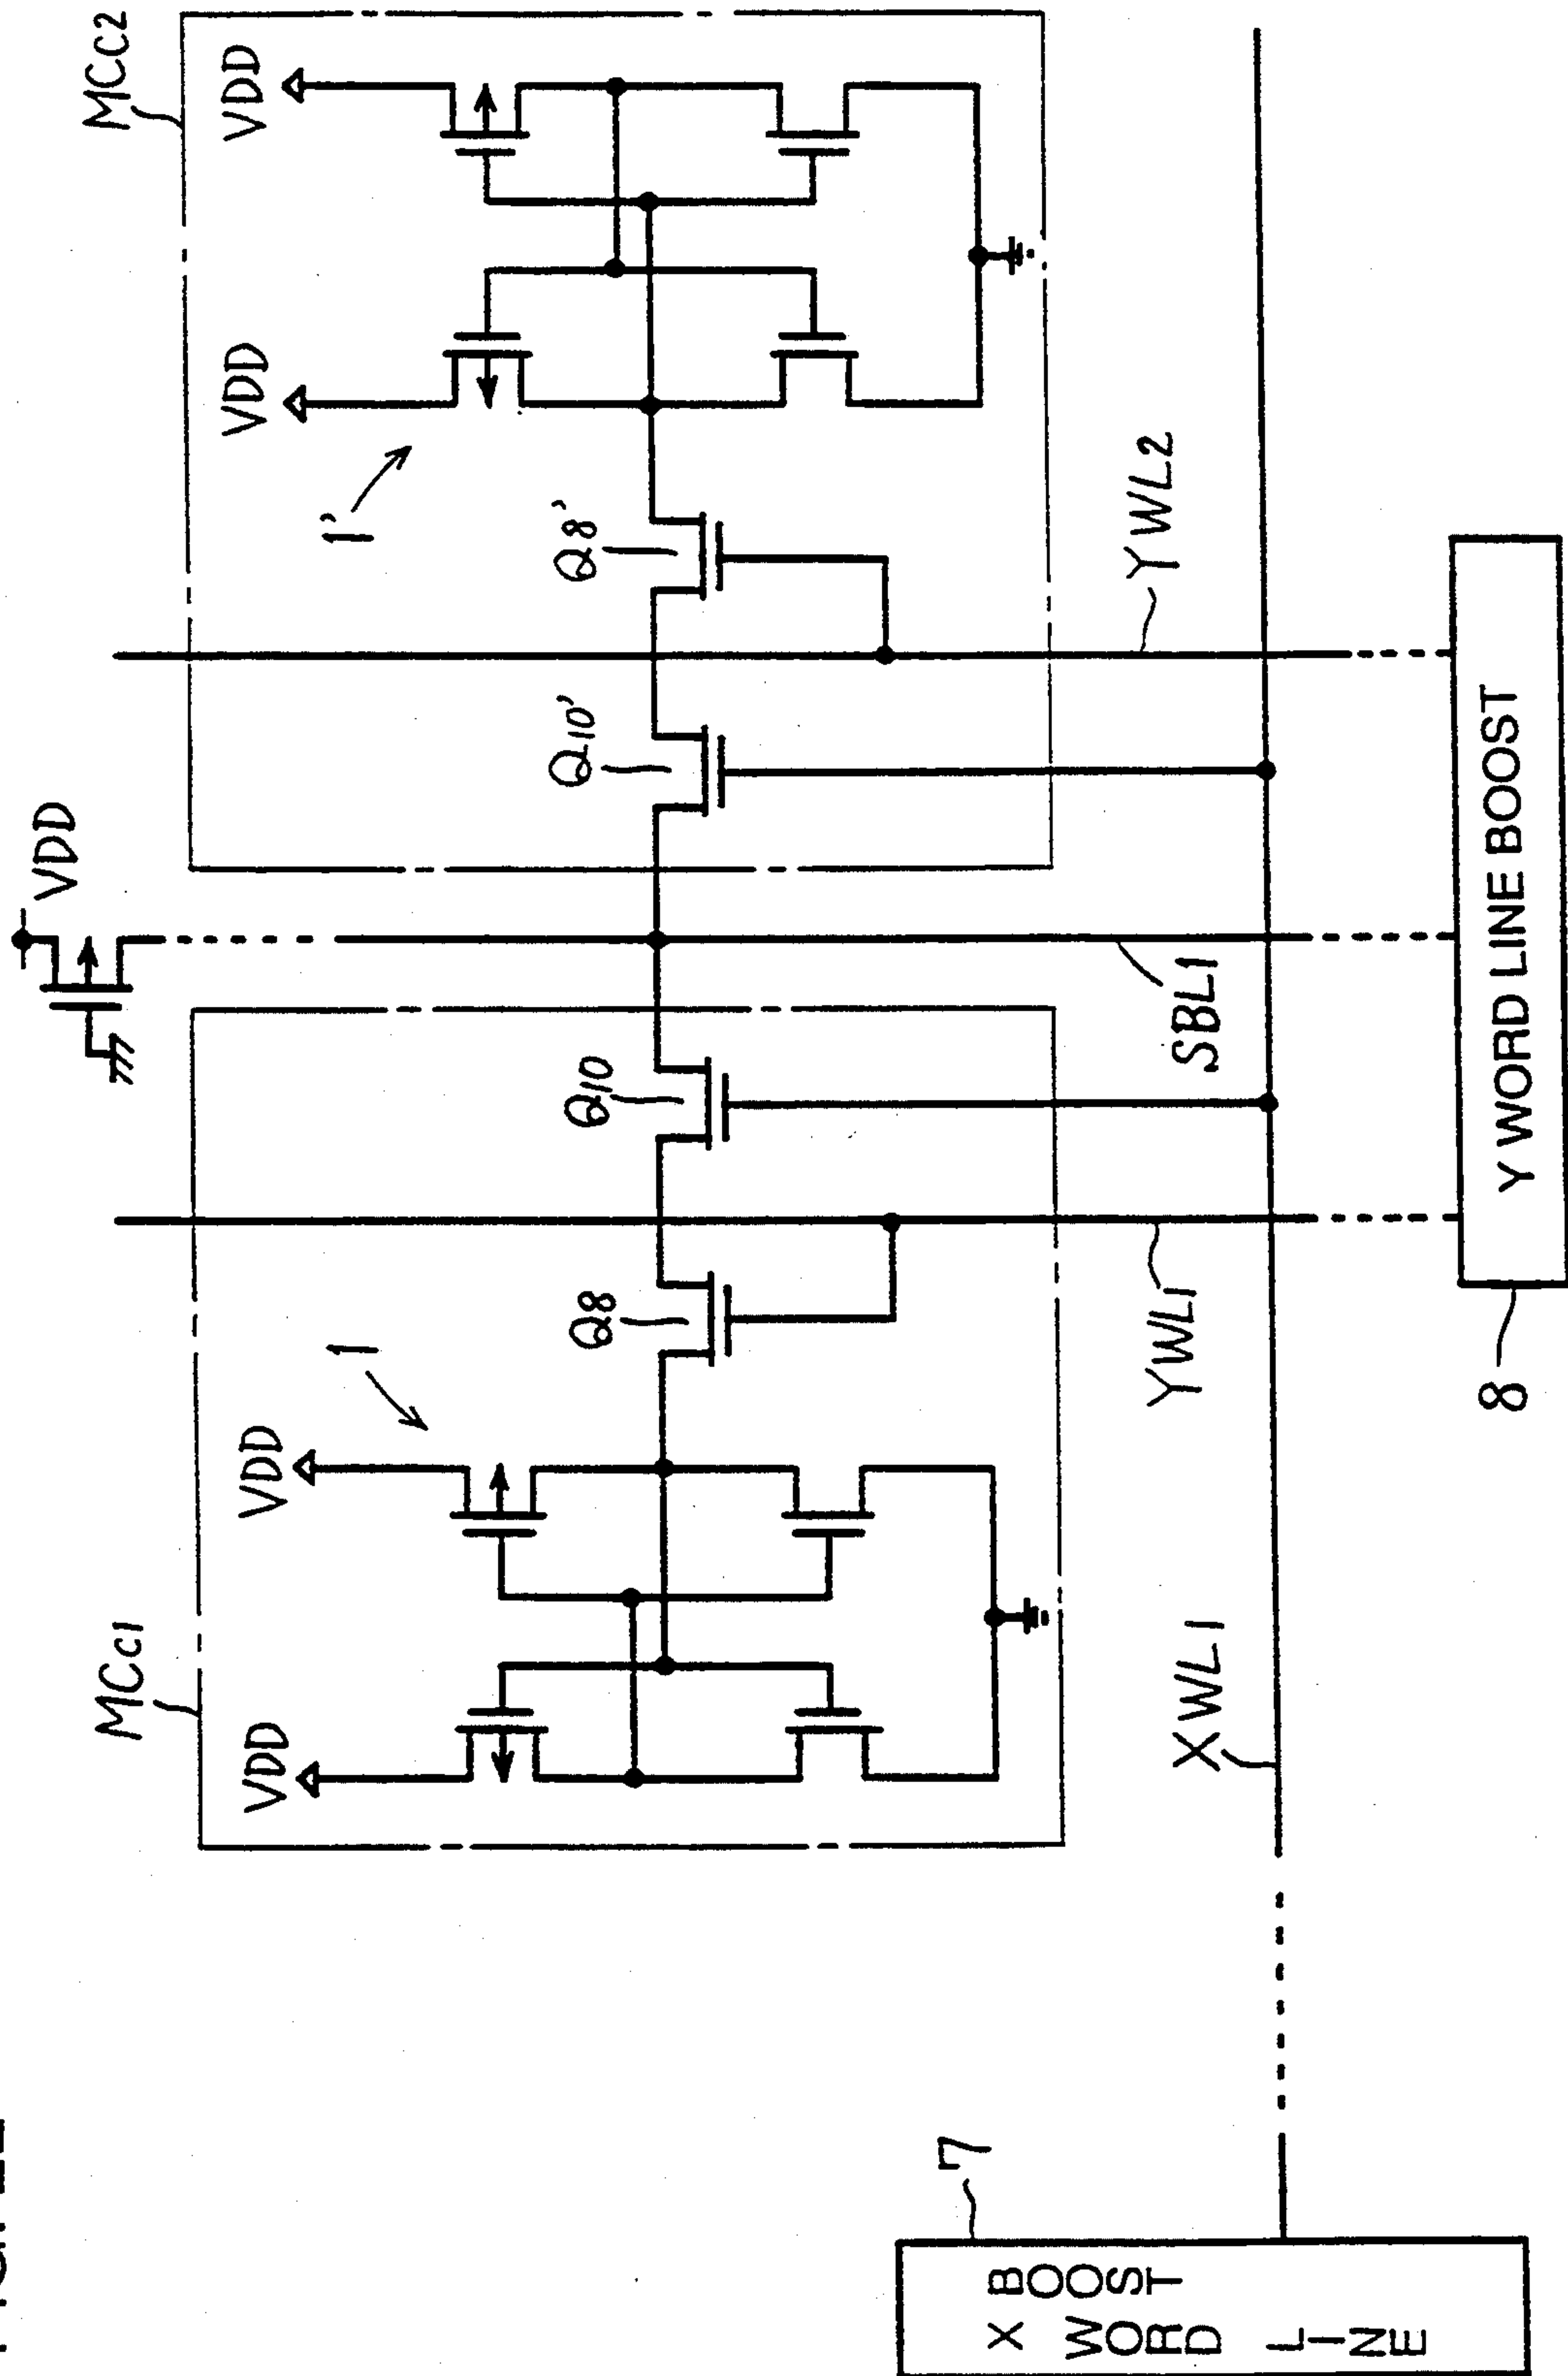 VDD
MCC1
VDD
VDD
1
Q8
Q10
MCC2
VDD
VDD
1'
Q10'
Q8'
XWL1
YWL1
SBL1
YWL2
7
X
BOOST
WORD
LINE
8
Y WORD LINE BOOST